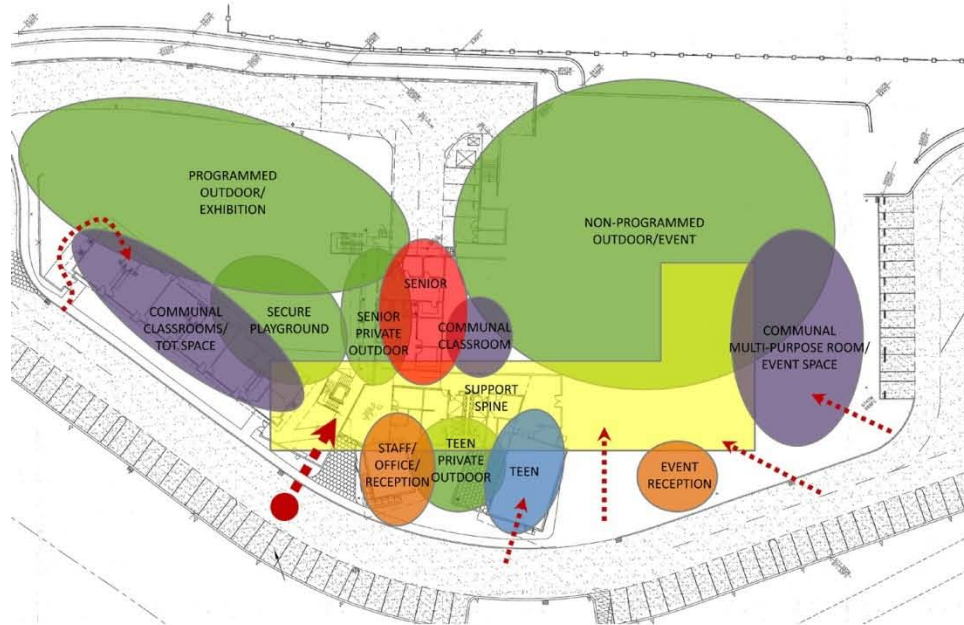 PROGRAMMED
OUTDOOR/
EXHIBITION
NON-PROGRAMMED
OUTDOOR/EVENT
SENIOR
COMMUNAL
CLASSROOMS/
TOT SPACE
SECURE
PLAYGROUND
SENIOR
PRIVATE
OUTDOOR
COMMUNAL
CLASSROOM
COMMUNAL
MULTI-PURPOSE ROOM/
EVENT SPACE
SUPPORT
SPINE
STAFF/
OFFICE/
RECEPTION
TEEN
PRIVATE
OUTDOOR
TEEN
EVENT
RECEPTION